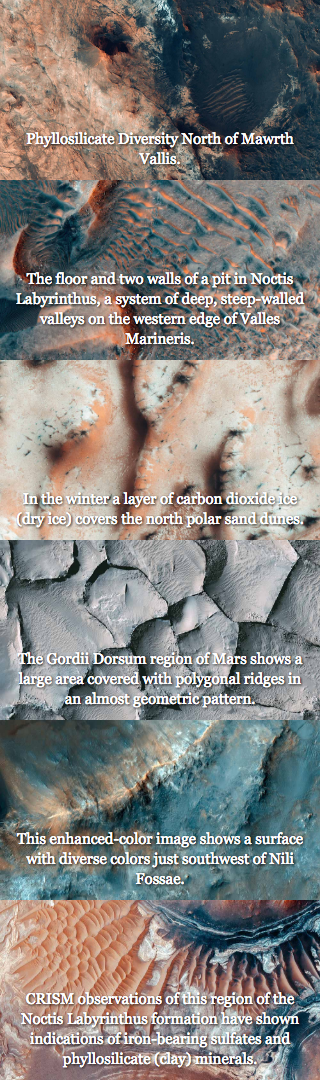 Phyllosilicate Diversity North of Mawrth
Vallis.
The floor and two walls of a pit in Noctis
Labyrinthus, a system of deep, steep-walled
valleys on the western edge of Valles
Marineris.
In the winter a layer of carbon dioxide ice
(dry ice) covers the north polar sand dunes.
The Gordii Dorsum region of Mars shows a
large area covered with polygonal ridges in
an almost geometric pattern.
This enhanced-color image shows a surface
with diverse colors just southwest of Nili
Fossae.
CRISM observations of this region of the
Noctis Labyrinthus formation have shown
indications of iron-bearing sulfates and
phyllosilicate (clay) minerals.